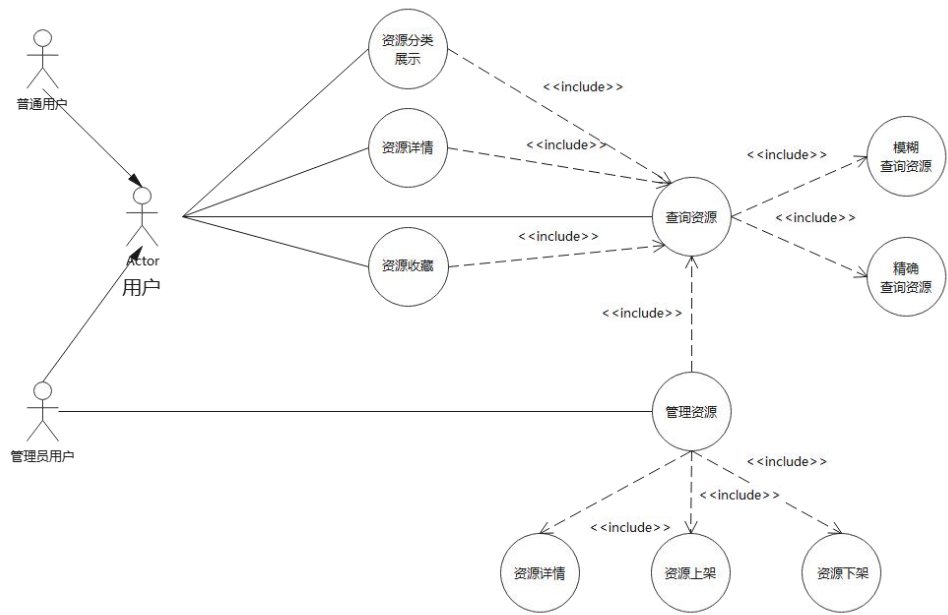 资源分类
展示
普通用户
<<include>>
资源详情
<<include>>
模糊
查询资源
<<include>>
查询资源
<<include>>
Actor
用户
资源收藏
<<include>>
精确
查询资源
<<include>>
管理资源
管理员用户
<<include>>
<<include>>
<<include>>
资源详情
资源上架
资源下架